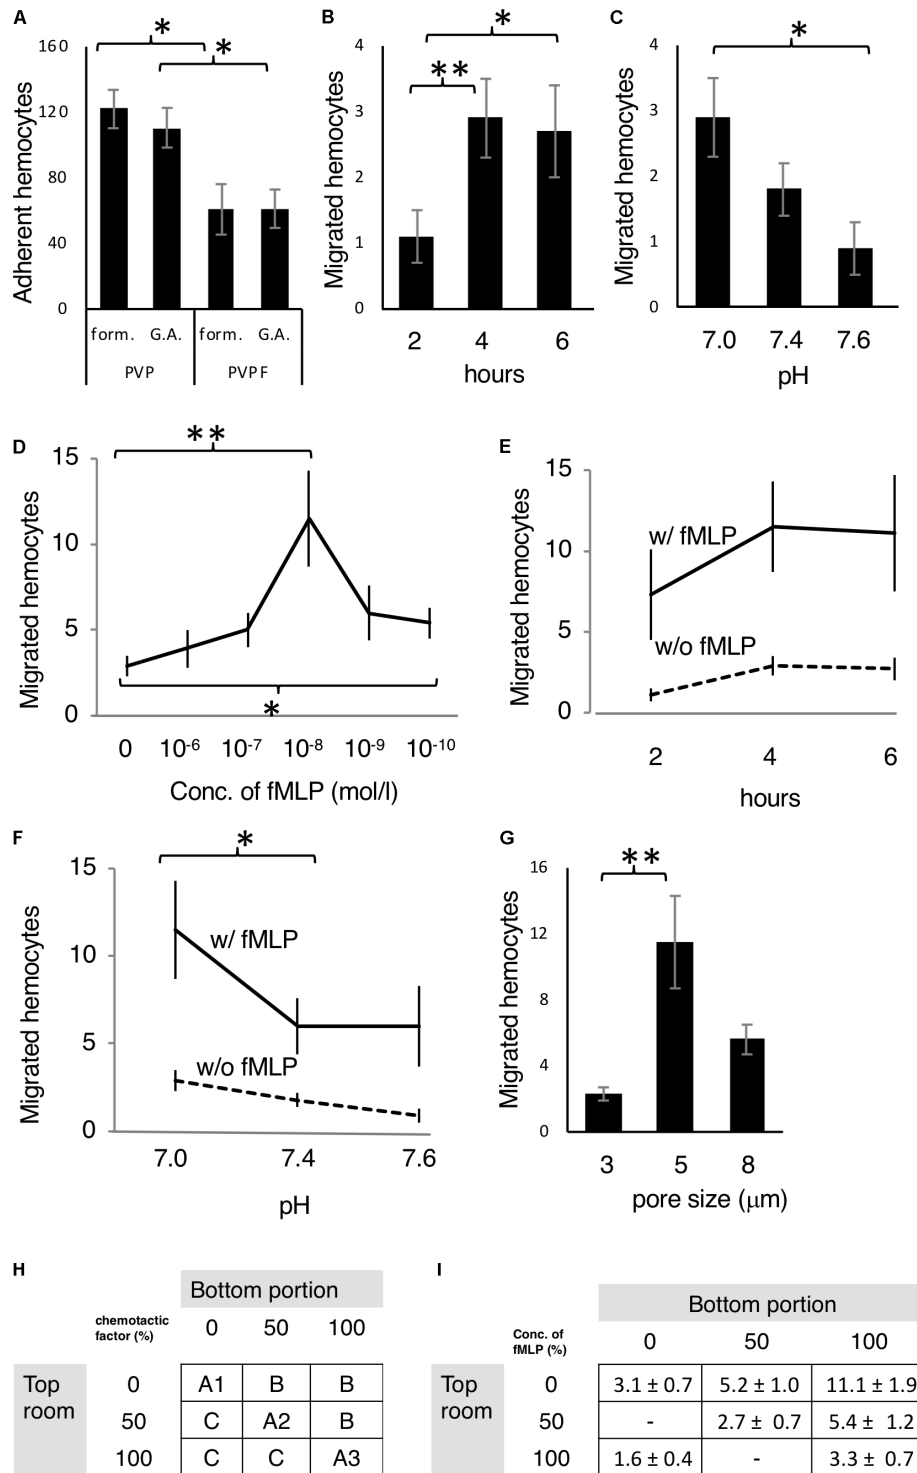 A
*
*
160
120
80
40
0
Adherent hemocytes
form. G.A. form. G.A.
PVP PVPF
B
*
**
4
3
2
1
0
Migrated hemocytes
2 4 6
hours
C
*
4
3
2
1
0
Migrated hemocytes
7.0 7.4 7.6
pH
D
**
15
10
5
0
Migrated hemocytes
*
0 10-6 10-7 10-8 10-9 10-10
Conc. of fMLP (mol/l)
E
15
10
5
0
Migrated hemocytes
w/ fMLP
w/o fMLP
2 4 6
hours
F
*
15
10
5
0
Migrated hemocytes
w/ fMLP
w/o fMLP
7.0 7.4 7.6
pH
G
**
16
12
8
4
0
Migrated hemocytes
3 5 8
pore size (μm)
H
Bottom portion
chemotactic
factor (%)
0 50 100
Top
room
0 A1 B B
50 C A2 B
100 C C A3
I
Bottom portion
Conc. of
fMLP (%)
0 50 100
Top
room
0 3.1 ± 0.7 5.2 ± 1.0 11.1 ± 1.9
50 - 2.7 ± 0.7 5.4 ± 1.2
100 1.6 ± 0.4 - 3.3 ± 0.7